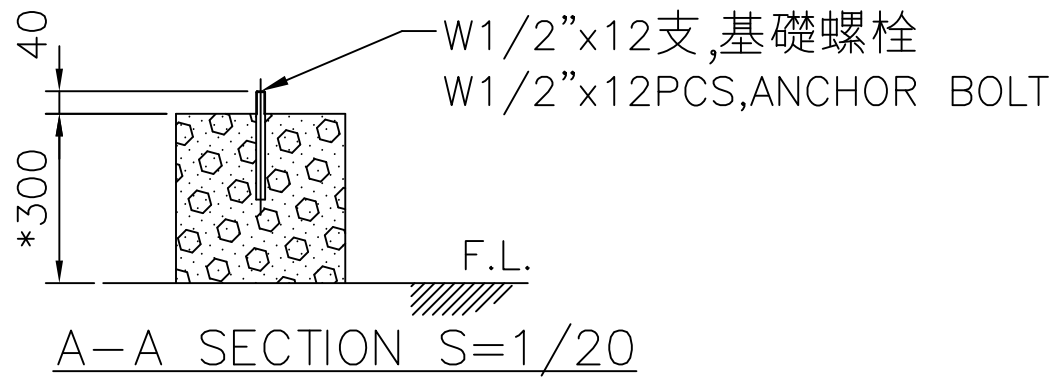 40
W1/2”x12支,基礎螺栓
W1/2”x12PCS,ANCHOR BOLT
*300
F.L.
A—A SECTION S=1/20